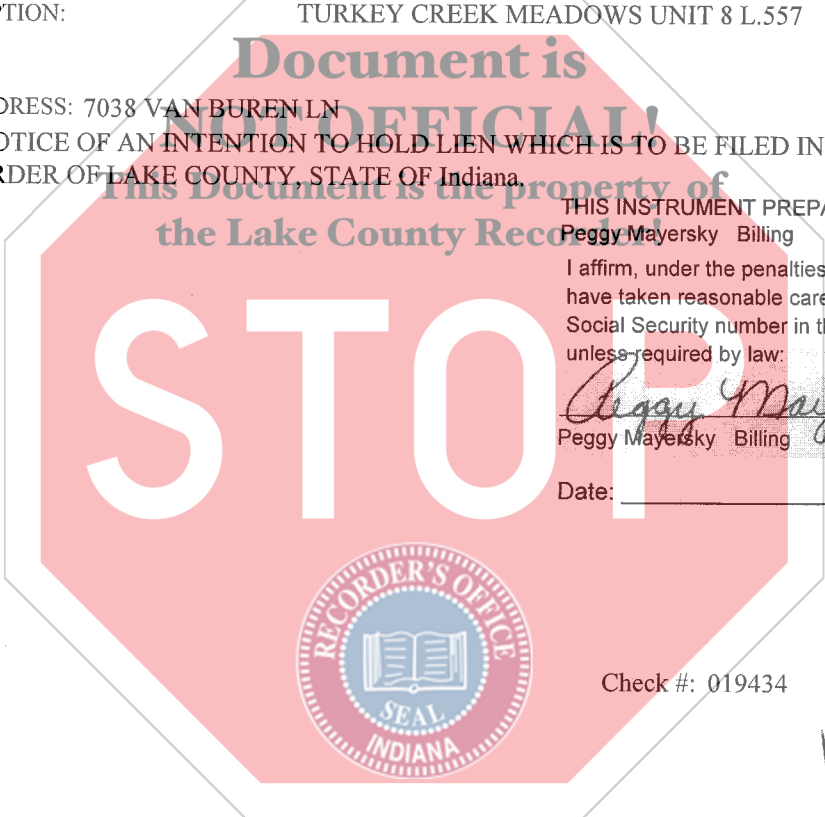 PTION: TURKEY CREEK MEADOWS UNIT 8 L.557
Document is
DRESS: 7038 VAN BUREN LN
NOT OFFICIAL!
OTICE OF AN INTENTION TO HOLD LIEN WHICH IS TO BE FILED IN
RDER OF LAKE COUNTY, STATE OF Indiana.
This Document is the property of
the Lake County Recorder!
THIS INSTRUMENT PREPA
Peggy Mayersky Billing
I affirm, under the penalties
have taken reasonable care
Social Security number in th
unless required by law:
Peggy May
Peggy Mayersky Billing
Date:
STOP
RECORDER'S OFFICE
SEAL
INDIANA
Check #: 019434